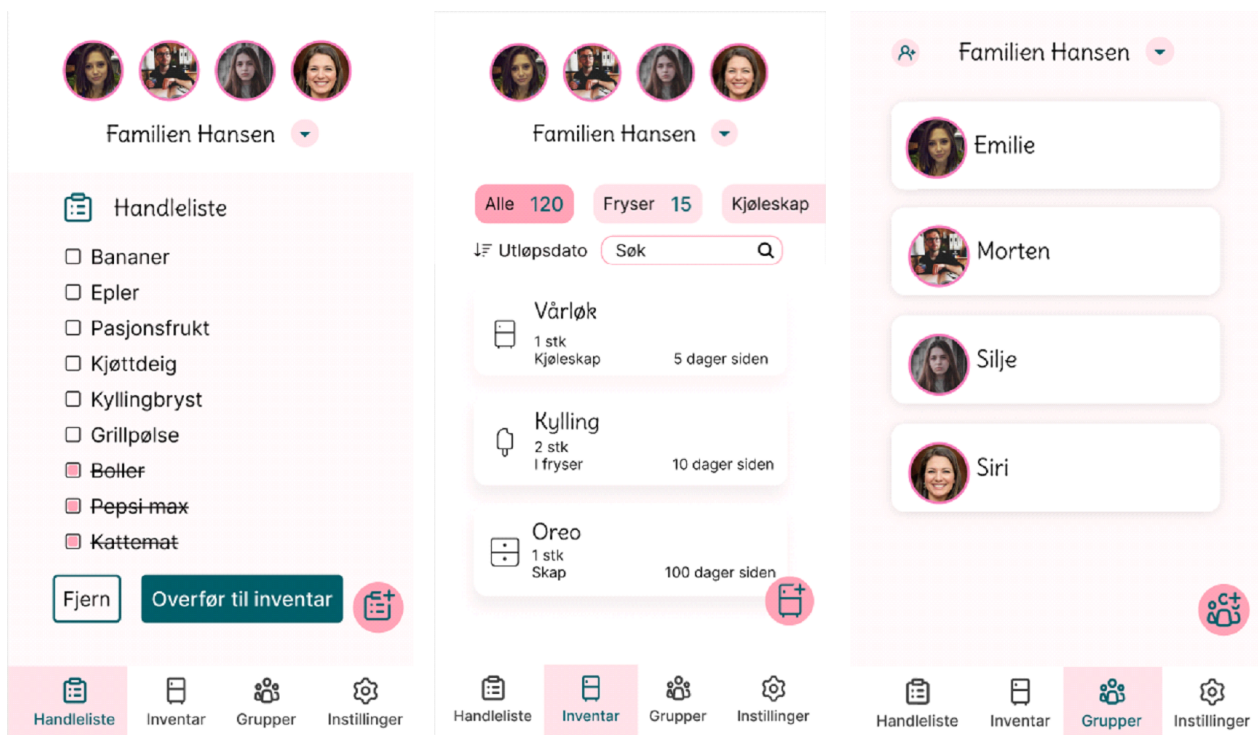 Familien Hansen
Handleliste
Bananer
Epler
Pasjonsfrukt
Kjøttdeig
Kyllingbryst
Grillpølse
Boller
Pepsi max
Kattemat
Fjern
Overfør til inventar
Handleliste
Inventar
Grupper
Instillinger
Familien Hansen
Alle 120
Fryser 15
Kjøleskap
Utløpsdato
Søk
Vårløk
1 stk
Kjøleskap
5 dager siden
Kylling
2 stk
I fryser
10 dager siden
Oreo
1 stk
Skap
100 dager siden
Handleliste
Inventar
Grupper
Instillinger
Familien Hansen
Emilie
Morten
Silje
Siri
Handleliste
Inventar
Grupper
Instillinger